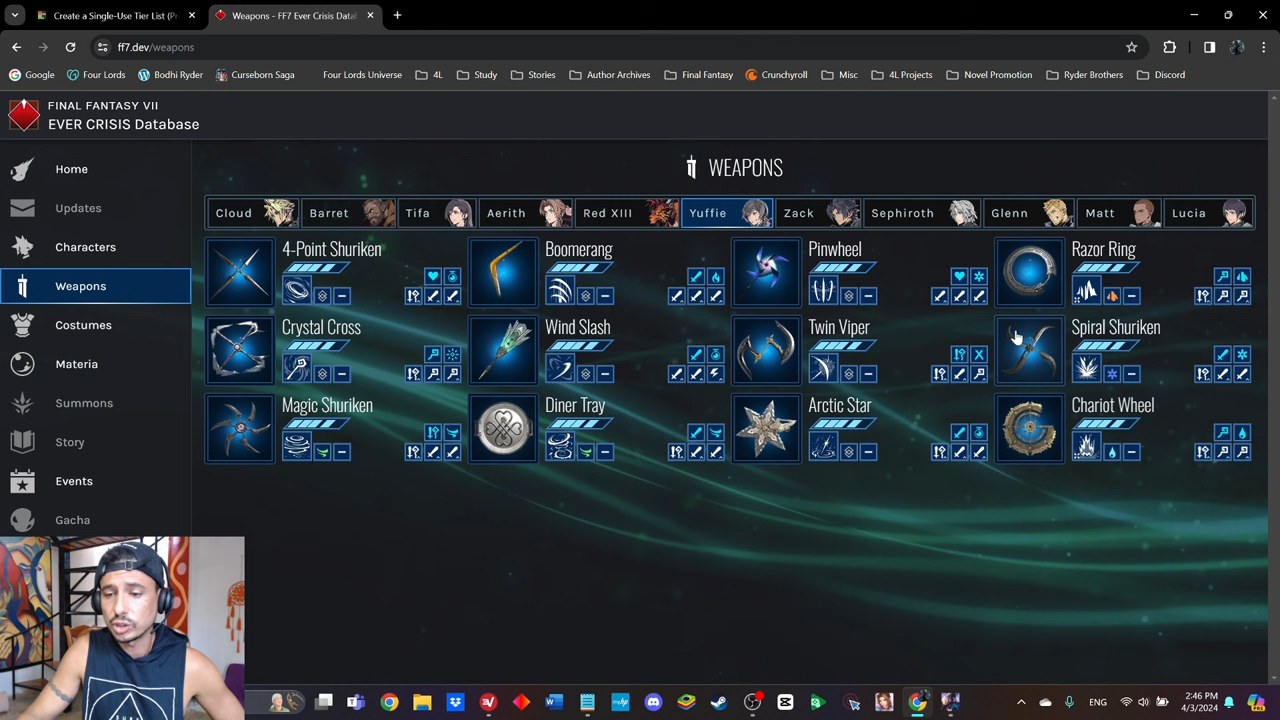 Create a Single-Use Tier List (Pr
Weapons - FF7 Ever Crisis Datab
ff7.dev/weapons
Google
Four Lords
Bodhi Ryder
Curseborn Saga
Four Lords Universe
4L
Study
Stories
Author Archives
Final Fantasy
Crunchyroll
Misc
4L Projects
Novel Promotion
Ryder Brothers
Discord
FINAL FANTASY VII
EVER CRISIS Database
Home
Updates
Characters
Weapons
Costumes
Materia
Summons
Story
Events
Gacha
WEAPONS
Cloud
Barret
Tifa
Aerith
Red XIII
Yuffie
Zack
Sephiroth
Glenn
Matt
Lucia
4-Point Shuriken
Boomerang
Pinwheel
Razor Ring
Crystal Cross
Wind Slash
Twin Viper
Spiral Shuriken
Magic Shuriken
Diner Tray
Arctic Star
Chariot Wheel
ENG
2:46 PM
4/3/2024